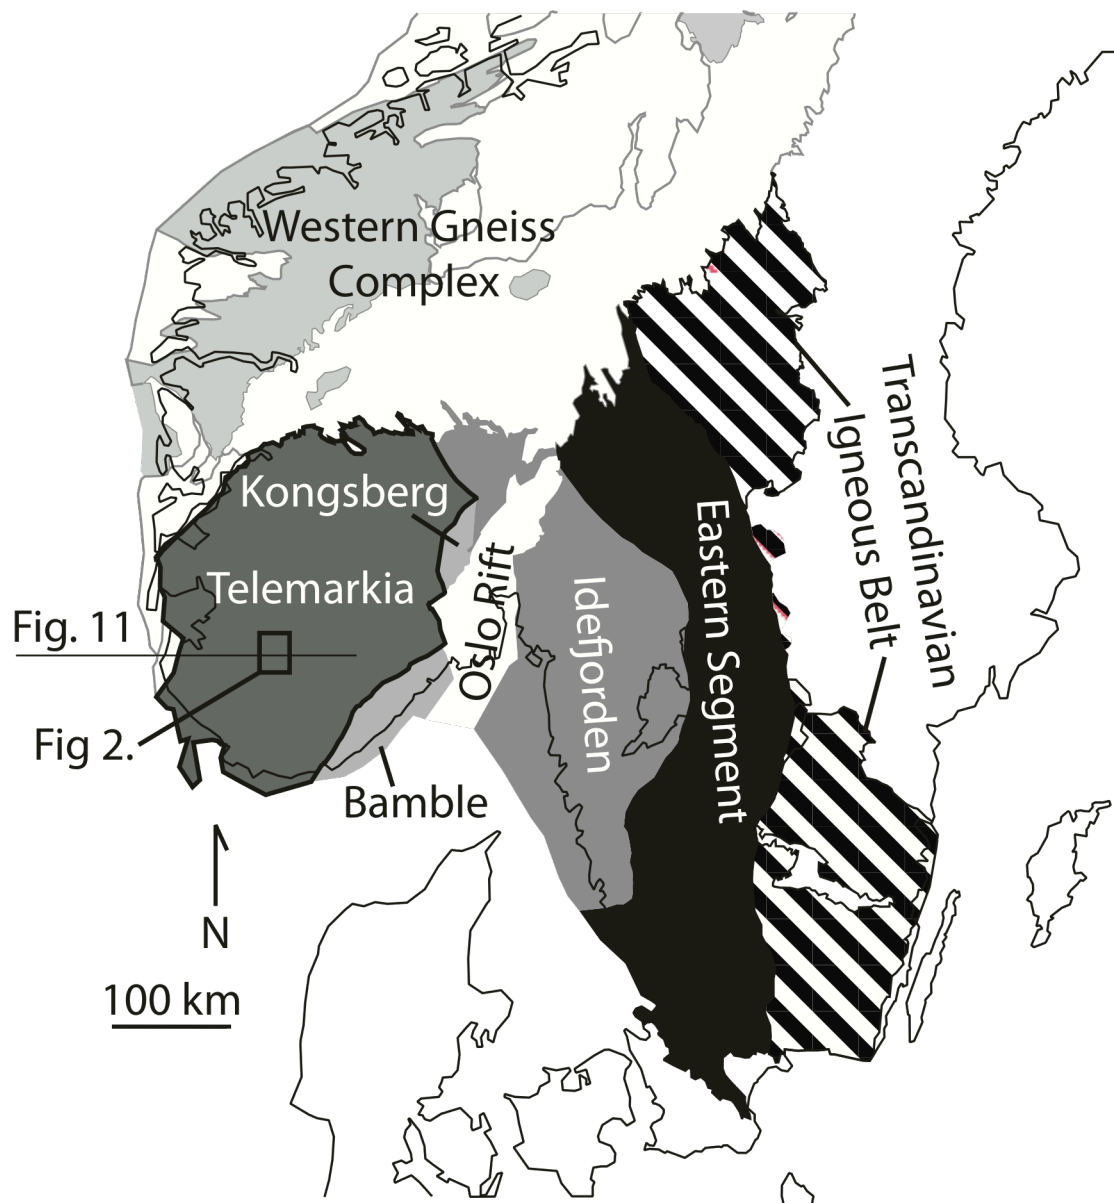 Western Gneiss
Complex
Transcandinavian
Igneous Belt
Kongsberg
Eastern Segment
Oslo Rift
Idefjorden
Telemarkia
Fig. 11
Fig 2.
Bamble
N
100 km